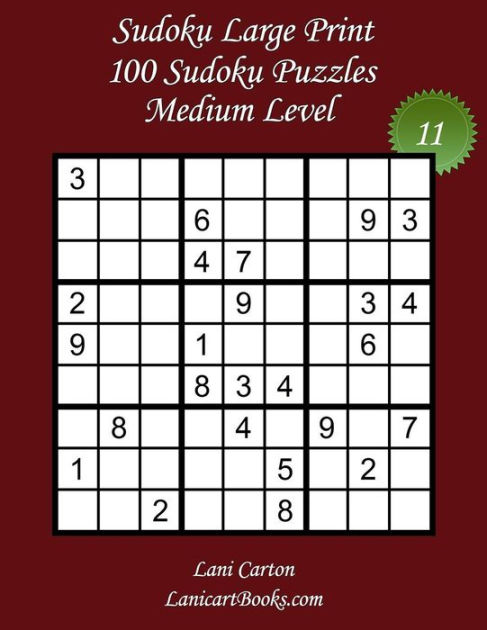 Sudoku Large Print
100 Sudoku Puzzles
Medium Level
11
3
6 9 3
4 7
2 9 3 4
9 1 6
8 3 4
8 4 9 7
1 5 2
2 8
Lani Carton
LanicartBooks.com